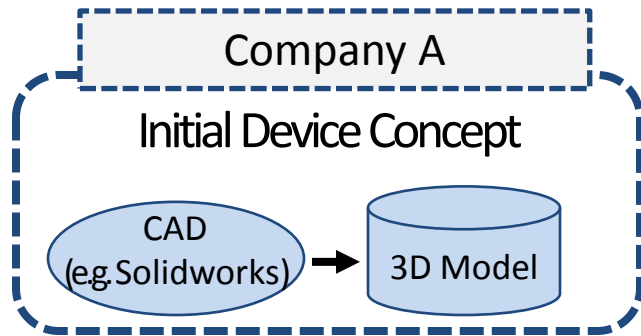 Company A
Initial Device Concept
CAD
(e.g. Solidworks)
3D Model